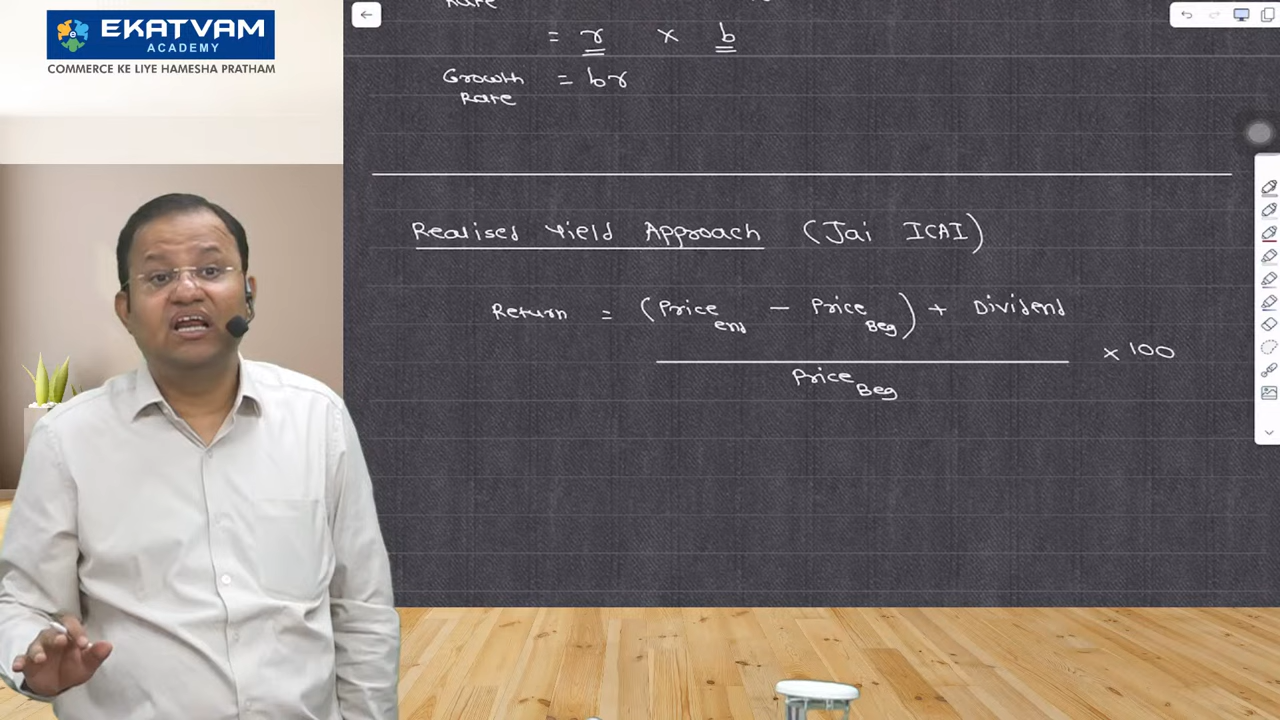 EKATVAM
ACADEMY
COMMERCE KE LIYE HAMESHA PRATHAM
Rate
= r × b
Growth Rate = br
Realised Yield Approach (Jai ICAI)
Return = (Price end − Price Beg) + Dividend
× 100
Price Beg